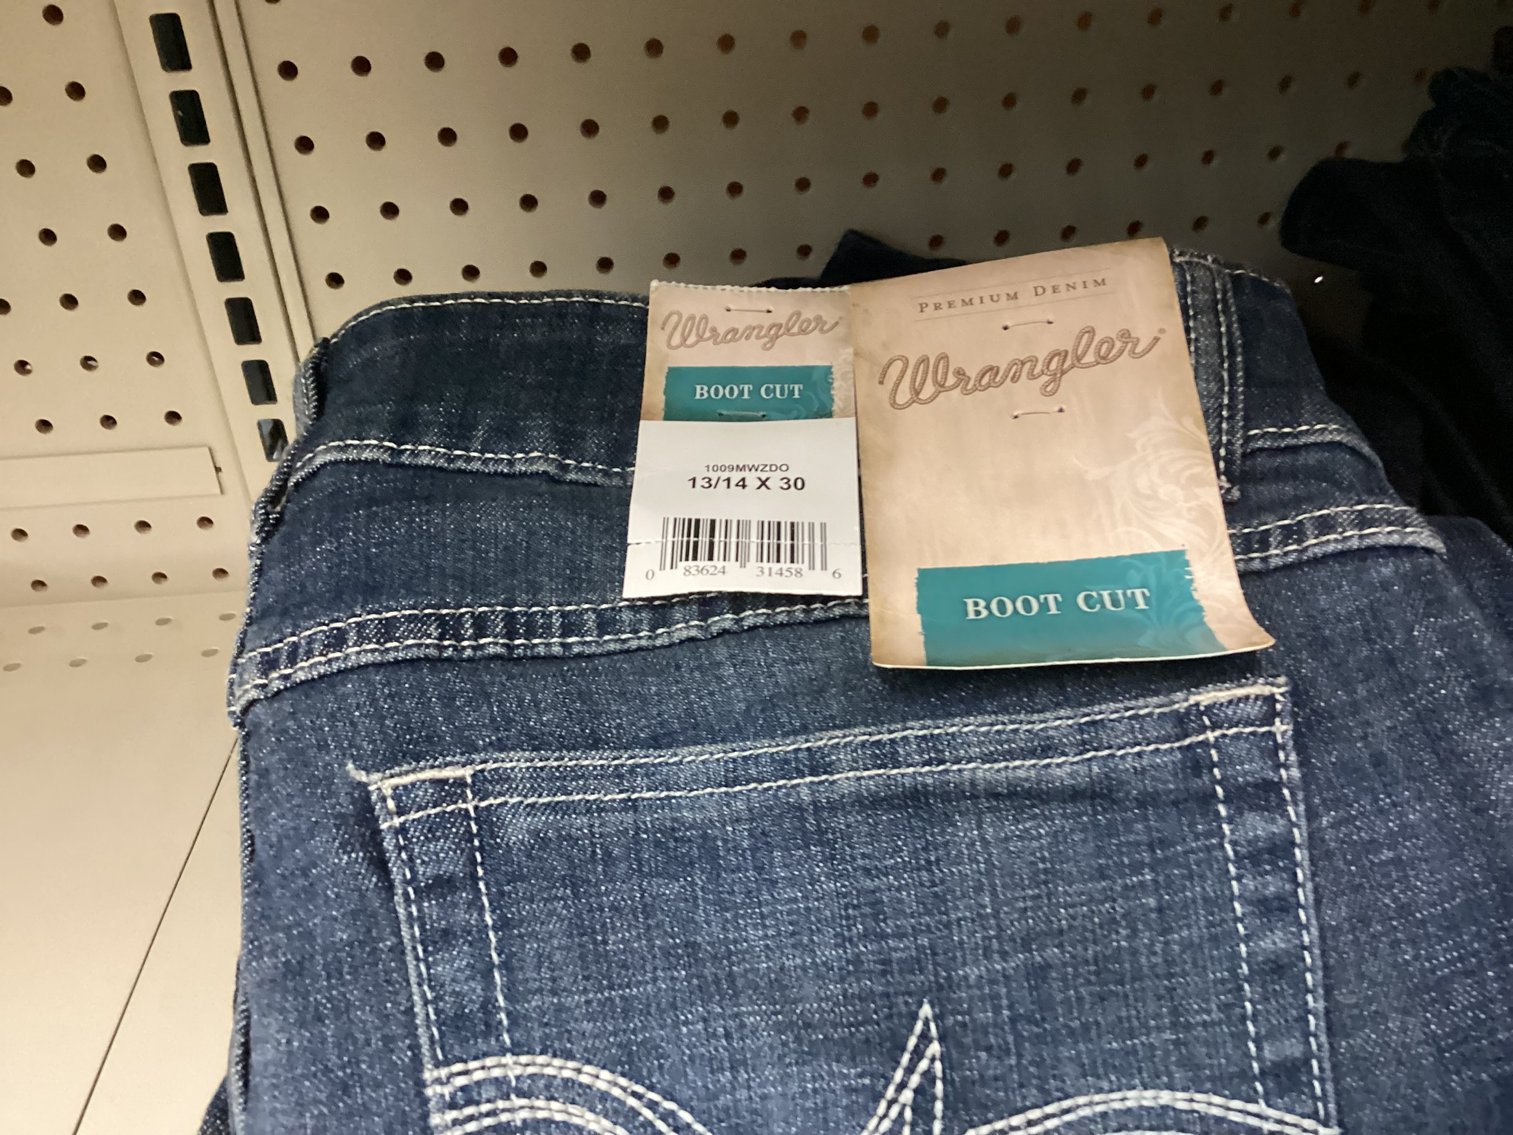 Wrangler
BOOT CUT
1009MWZDO
13/14 X 30
0 83624 31458 6
PREMIUM DENIM
Wrangler®
BOOT CUT